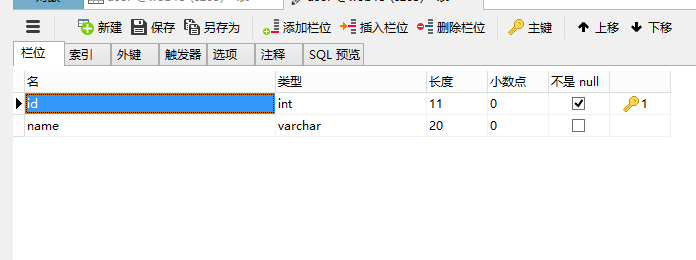 新建 保存 另存为 添加栏位 插入栏位 删除栏位 主键 上移 下移
栏位 索引 外键 触发器 选项 注释 SQL 预览
名 类型 长度 小数点 不是 null
id int 11 0 1
name varchar 20 0